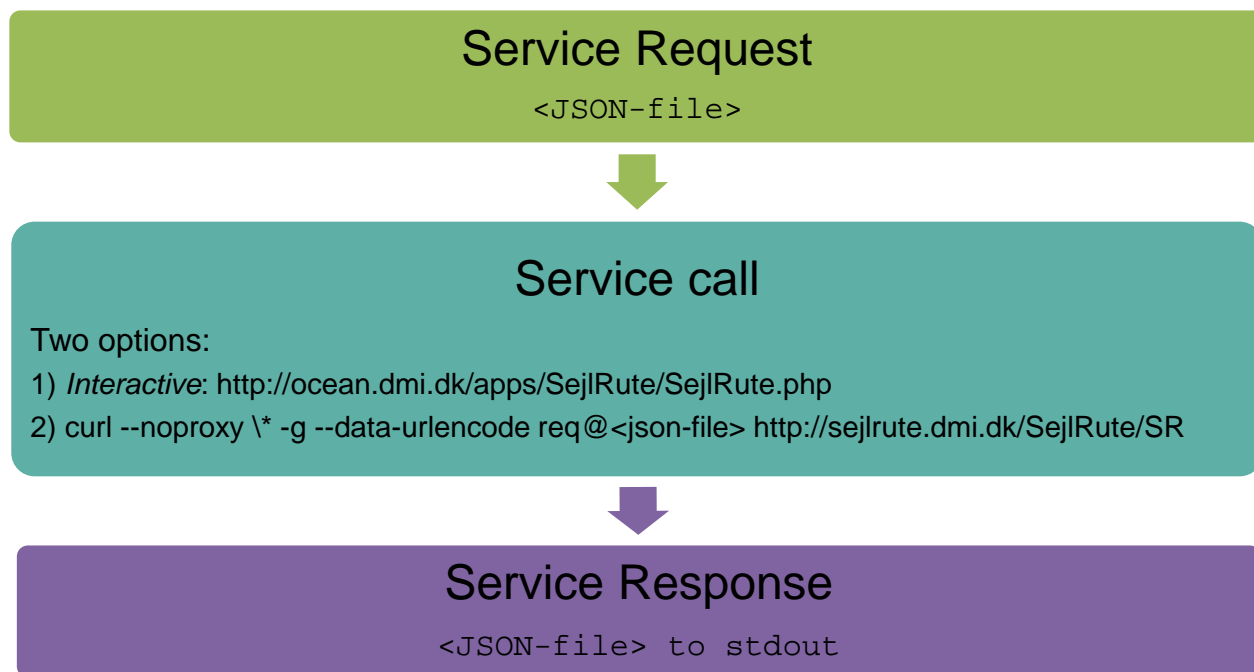 Service Request
<JSON-file>
Service call
Two options:
1) Interactive: http://ocean.dmi.dk/apps/SejlRute/SejlRute.php
2) curl --noproxy \* -g --data-urlencode req@<json-file> http://sejlrute.dmi.dk/SejlRute/SR
Service Response
<JSON-file> to stdout